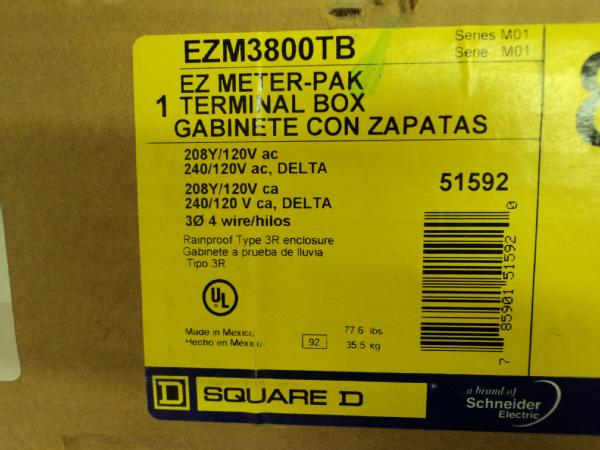 EZM3800TB
Series M01
Serie M01
EZ METER-PAK
1 TERMINAL BOX
GABINETE CON ZAPATAS
208Y/120V ac
240/120V ac, DELTA
208Y/120V ca
240/120 V ca, DELTA
3Ø 4 wire/hilos
51592
Rainproof Type 3R enclosure
Gabinete a prueba de lluvia
Tipo 3R
UL
Made in Mexico
Hecho en México
92
77.6 lbs
35,5 kg
7 85901 51592 0
D SQUARE D
®
a brand of
Schneider
Electric